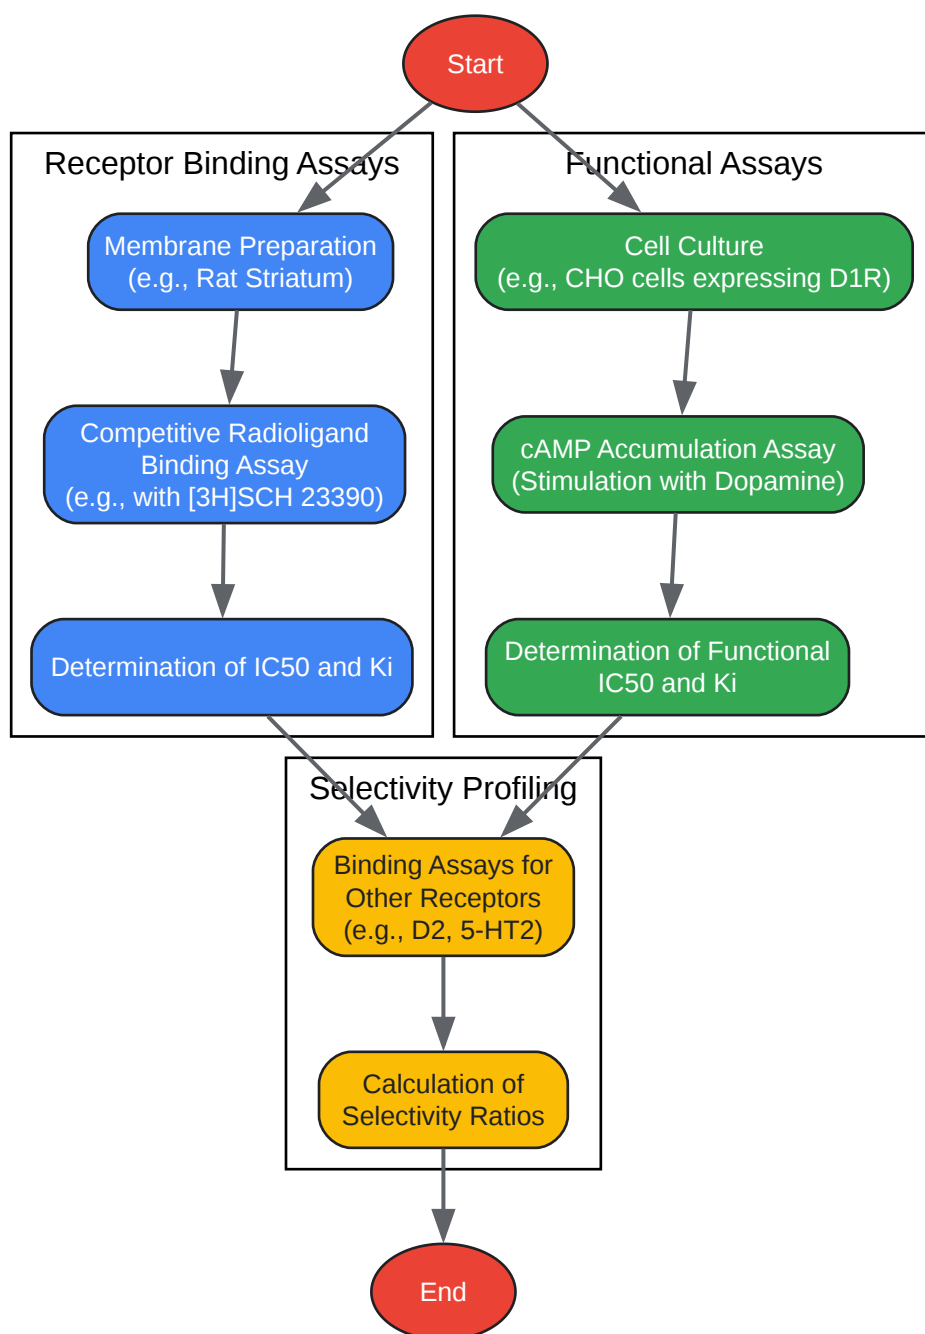 Start
Receptor Binding Assays
Membrane Preparation
(e.g., Rat Striatum)
Competitive Radioligand
Binding Assay
(e.g., with [3H]SCH 23390)
Determination of IC50 and Ki
Functional Assays
Cell Culture
(e.g., CHO cells expressing D1R)
cAMP Accumulation Assay
(Stimulation with Dopamine)
Determination of Functional
IC50 and Ki
Selectivity Profiling
Binding Assays for
Other Receptors
(e.g., D2, 5-HT2)
Calculation of
Selectivity Ratios
End